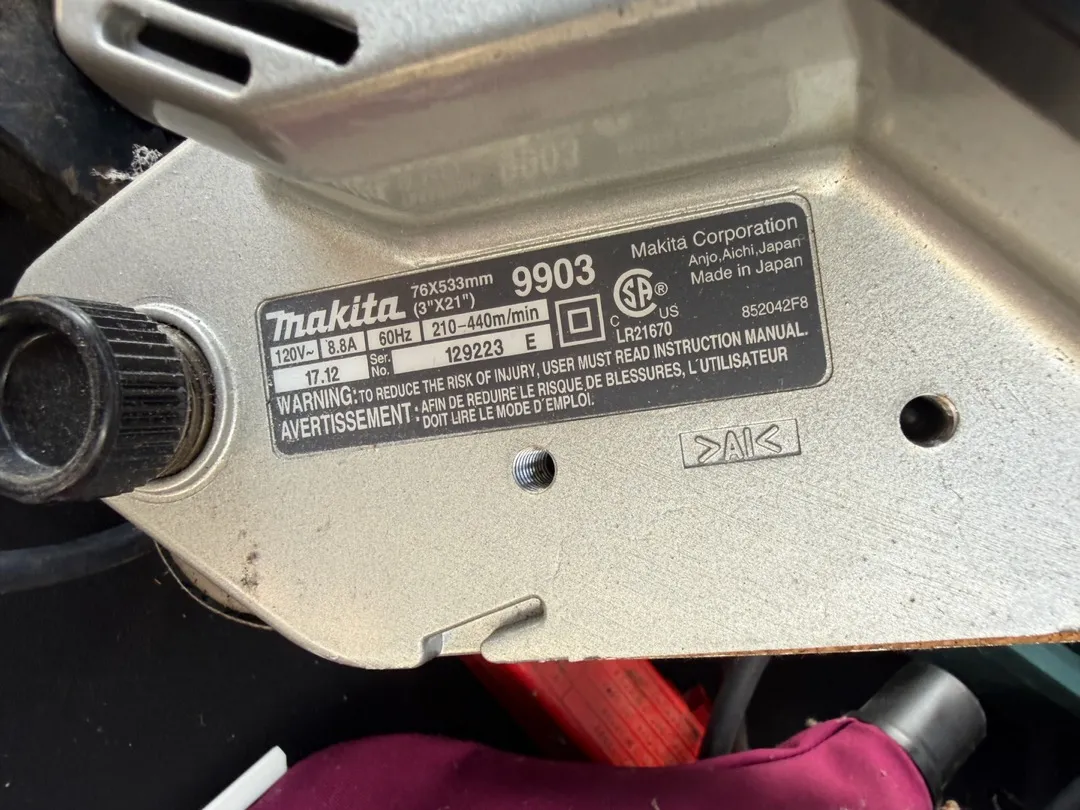 makita
76X533mm
(3"X21")
9903
Makita Corporation
Anjo,Aichi,Japan
Made in Japan
120V~ 8.8A 60Hz 210-440m/min
CSA®
C US
LR21670
852042F8
17.12 Ser. No. 129223 E
WARNING: TO REDUCE THE RISK OF INJURY, USER MUST READ INSTRUCTION MANUAL.
AVERTISSEMENT : AFIN DE REDUIRE LE RISQUE DE BLESSURES, L'UTILISATEUR
DOIT LIRE LE MODE D'EMPLOI.
>AI<